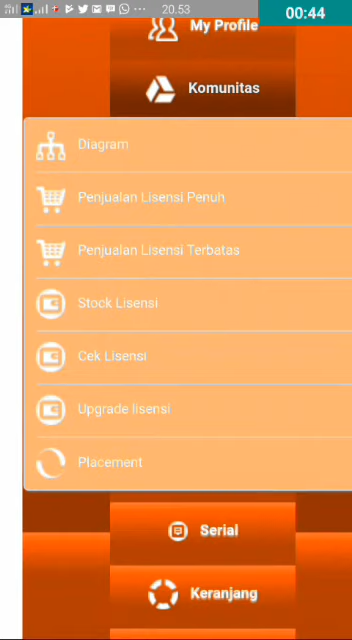 20.53
00:44
My Profile
Komunitas
Diagram
Penjualan Lisensi Penuh
Penjualan Lisensi Terbatas
Stock Lisensi
Cek Lisensi
Upgrade lisensi
Placement
Serial
Keranjang